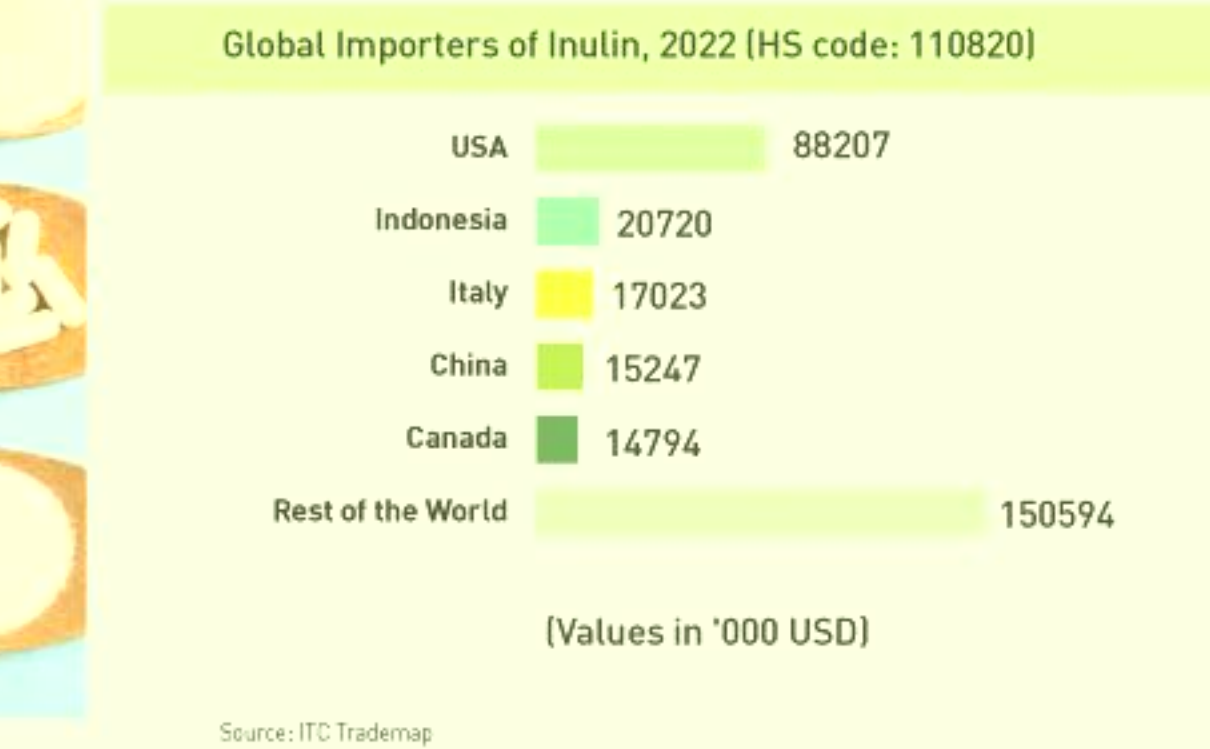 Global Importers of Inulin, 2022 (HS code: 110820)
USA 88207
Indonesia 20720
Italy 17023
China 15247
Canada 14794
Rest of the World 150594
(Values in '000 USD)
Source: ITC Trademap